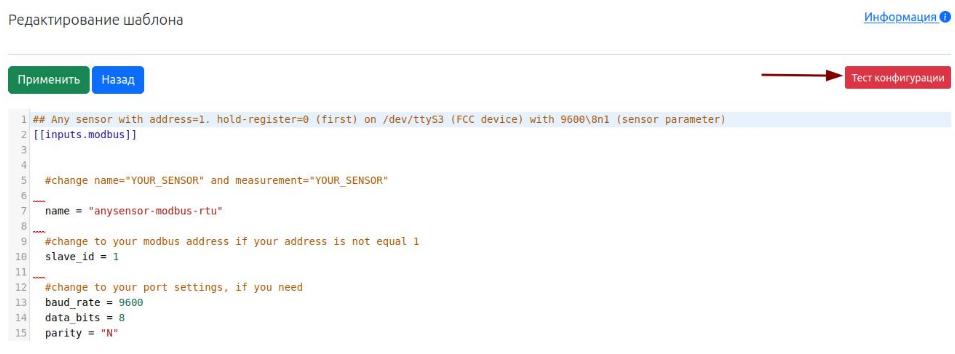 Редактирование шаблона
Информация
Применить
Назад
Тест конфигурации
1 ## Any sensor with address=1. hold-register=0 (first) on /dev/ttyS3 (FCC device) with 9600\8n1 (sensor parameter)
2 [[inputs.modbus]]
3
4
5 #change name="YOUR_SENSOR" and measurement="YOUR_SENSOR"
6
7 name = "anysensor-modbus-rtu"
8
9 #change to your modbus address if your address is not equal 1
10 slave_id = 1
11
12 #change to your port settings, if you need
13 baud_rate = 9600
14 data_bits = 8
15 parity = "N"